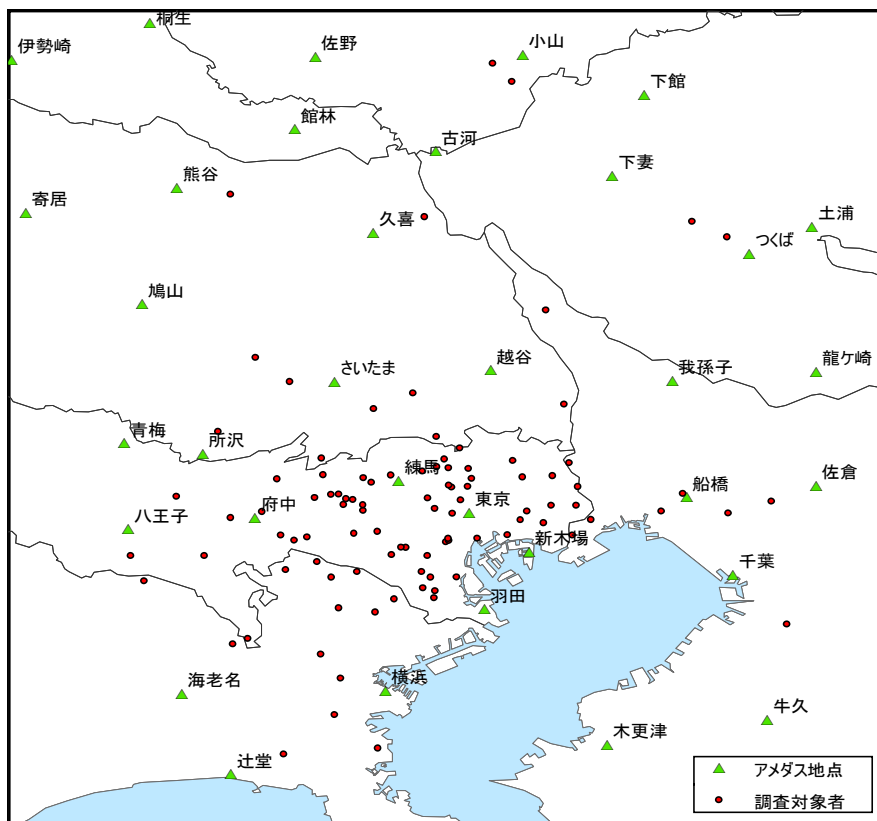 桐生
伊勢崎
佐野
小山
下館
館林
古河
下妻
熊谷
寄居
久喜
土浦
つくば
鳩山
さいたま
越谷
我孫子
龍ケ崎
青梅
所沢
練馬
船橋
佐倉
府中
東京
八王子
新木場
千葉
羽田
海老名
横浜
牛久
木更津
辻堂
アメダス地点
調査対象者